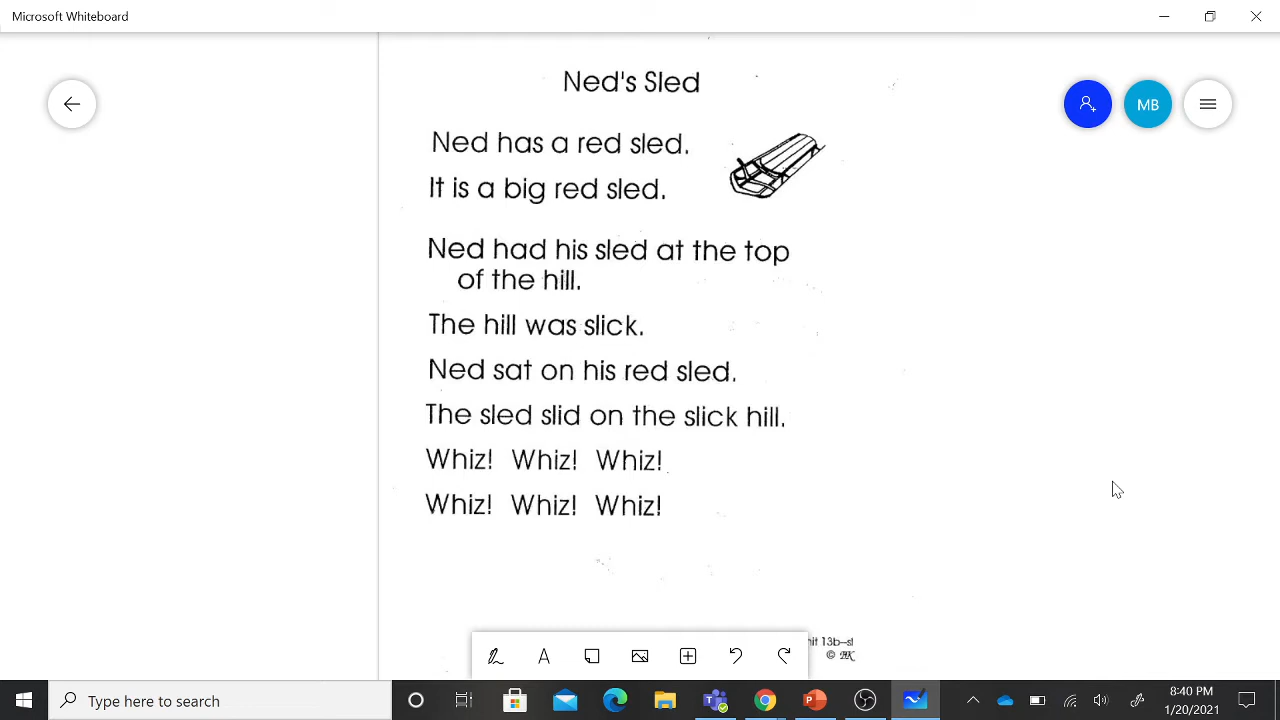 Microsoft Whiteboard
Ned's Sled
MB
Ned has a red sled.
It is a big red sled.
Ned had his sled at the top
of the hill.
The hill was slick.
Ned sat on his red sled.
The sled slid on the slick hill.
Whiz! Whiz! Whiz!
Whiz! Whiz! Whiz!
13b-sl
©
Type here to search
8:40 PM
1/20/2021